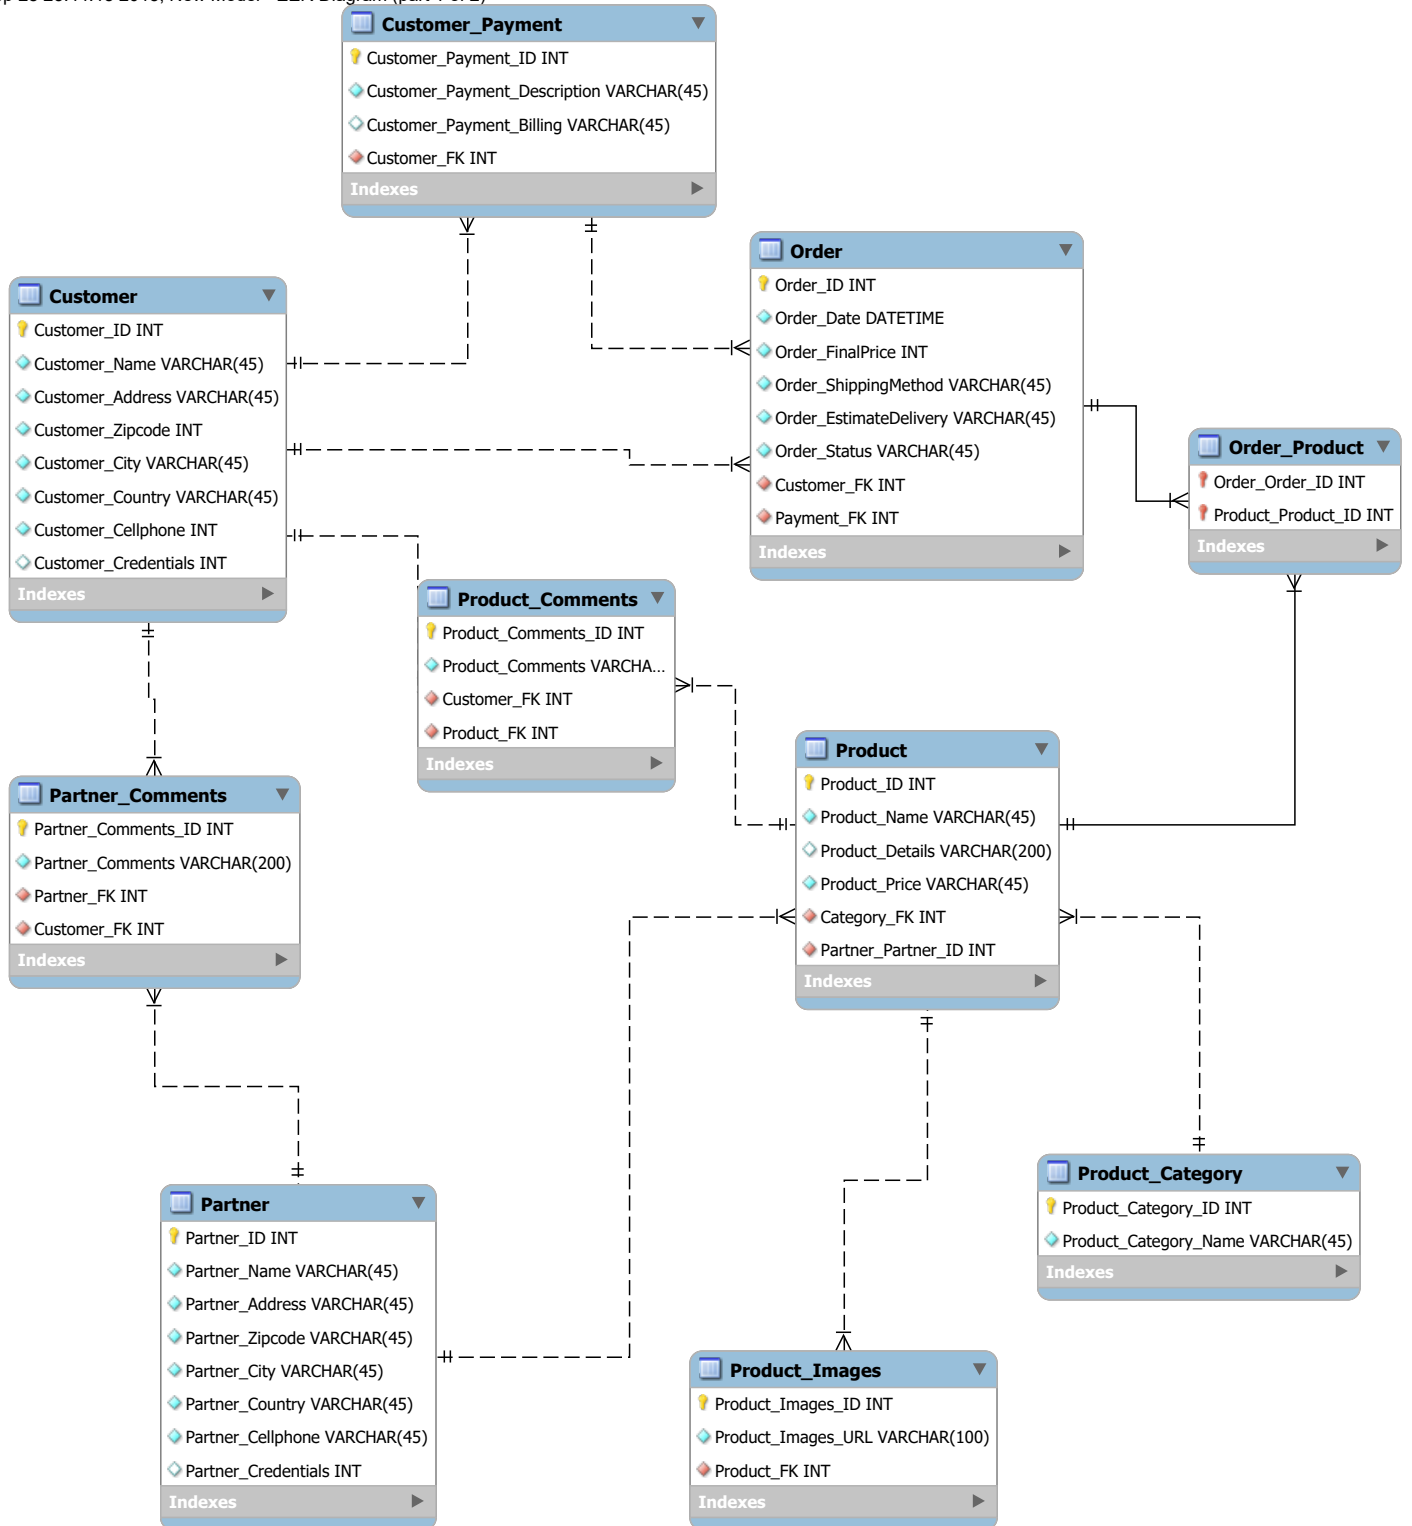 Customer_Payment
Customer_Payment_ID INT
Customer_Payment_Description VARCHAR(45)
Customer_Payment_Billing VARCHAR(45)
Customer_FK INT
Indexes
Order
Order_ID INT
Order_Date DATETIME
Order_FinalPrice INT
Order_ShippingMethod VARCHAR(45)
Order_EstimateDelivery VARCHAR(45)
Order_Status VARCHAR(45)
Customer_FK INT
Payment_FK INT
Indexes
Customer
Customer_ID INT
Customer_Name VARCHAR(45)
Customer_Address VARCHAR(45)
Customer_Zipcode INT
Customer_City VARCHAR(45)
Customer_Country VARCHAR(45)
Customer_Cellphone INT
Customer_Credentials INT
Indexes
Order_Product
Order_Order_ID INT
Product_Product_ID INT
Indexes
Product_Comments
Product_Comments_ID INT
Product_Comments VARCHA...
Customer_FK INT
Product_FK INT
Indexes
Product
Product_ID INT
Product_Name VARCHAR(45)
Product_Details VARCHAR(200)
Product_Price VARCHAR(45)
Category_FK INT
Partner_Partner_ID INT
Indexes
Partner_Comments
Partner_Comments_ID INT
Partner_Comments VARCHAR(200)
Partner_FK INT
Customer_FK INT
Indexes
Product_Category
Product_Category_ID INT
Product_Category_Name VARCHAR(45)
Indexes
Partner
Partner_ID INT
Partner_Name VARCHAR(45)
Partner_Address VARCHAR(45)
Partner_Zipcode VARCHAR(45)
Partner_City VARCHAR(45)
Partner_Country VARCHAR(45)
Partner_Cellphone VARCHAR(45)
Partner_Credentials INT
Indexes
Product_Images
Product_Images_ID INT
Product_Images_URL VARCHAR(100)
Product_FK INT
Indexes